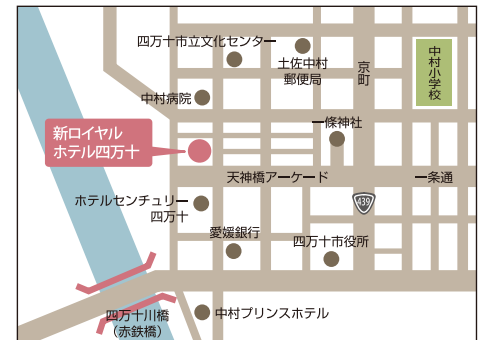 四万十市立文化センター
土佐中村
郵便局
京町
中村小学校
中村病院
一條神社
新ロイヤル
ホテル四万十
天神橋アーケード
一条通
ホテルセンチュリー
四万十
439
愛媛銀行
四万十市役所
四万十川橋
(赤鉄橋)
中村プリンスホテル